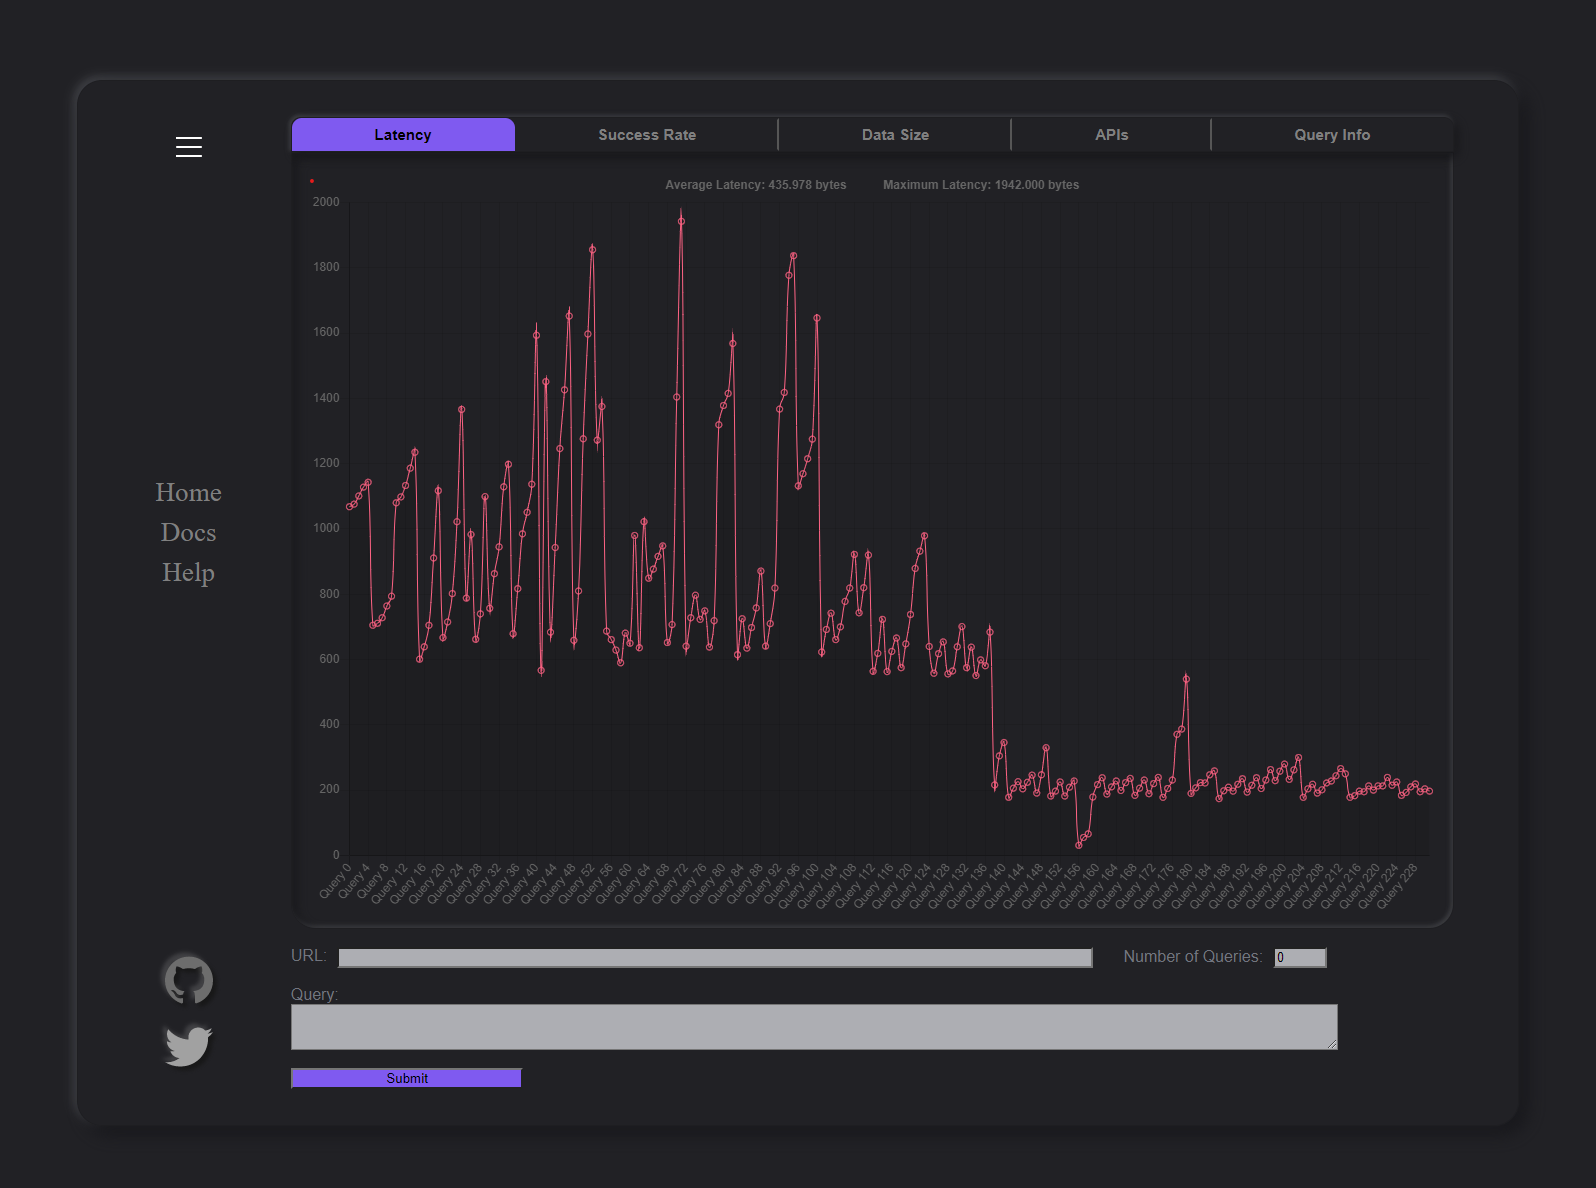 Latency
Success Rate
Data Size
APIs
Query Info
Average Latency: 435.978 bytes
Maximum Latency: 1942.000 bytes
2000
1800
1600
1400
1200
1000
800
600
400
200
0
Query 0
Query 4
Query 8
Query 12
Query 16
Query 20
Query 24
Query 28
Query 32
Query 36
Query 40
Query 44
Query 48
Query 52
Query 56
Query 60
Query 64
Query 68
Query 72
Query 76
Query 80
Query 84
Query 88
Query 92
Query 96
Query 100
Query 104
Query 108
Query 112
Query 116
Query 120
Query 124
Query 128
Query 132
Query 136
Query 140
Query 144
Query 148
Query 152
Query 156
Query 160
Query 164
Query 168
Query 172
Query 176
Query 180
Query 184
Query 188
Query 192
Query 196
Query 200
Query 204
Query 208
Query 212
Query 216
Query 220
Query 224
Query 228
Home
Docs
Help
URL:
Number of Queries: 0
Query:
Submit